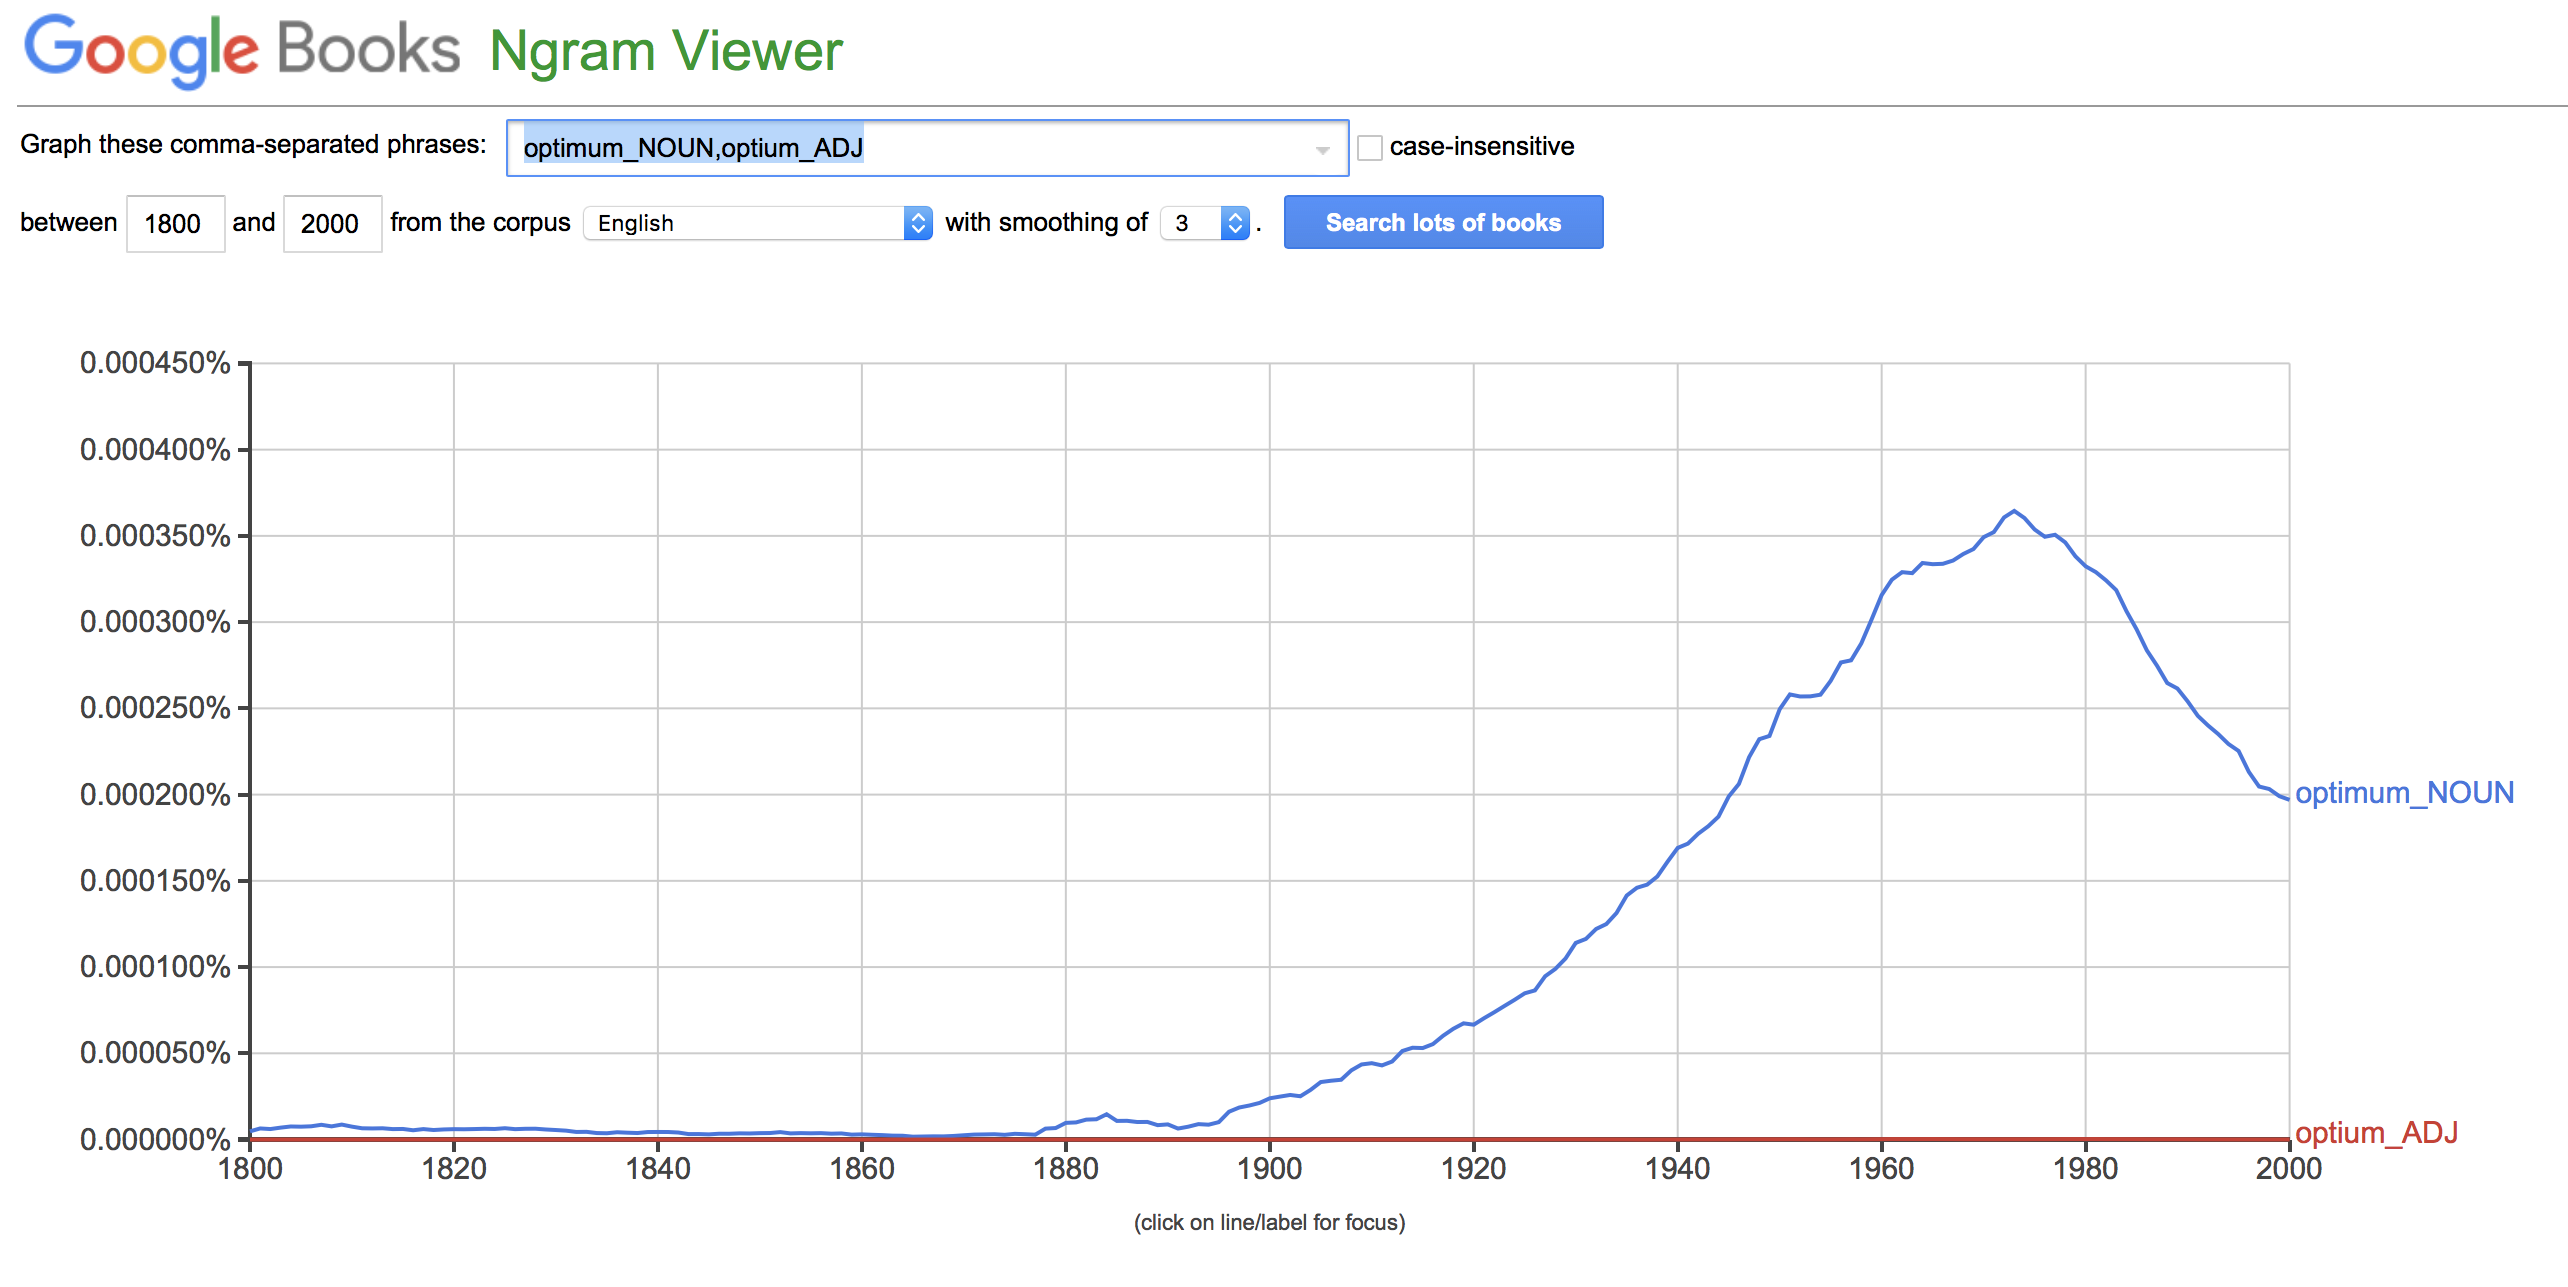 Google Books Ngram Viewer
Graph these comma-separated phrases: optimum_NOUN,optium_ADJ case-insensitive
between 1800 and 2000 from the corpus English with smoothing of 3 . Search lots of books
0.000450%
0.000400%
0.000350%
0.000300%
0.000250%
0.000200%
optimum_NOUN
0.000150%
0.000100%
0.000050%
0.000000%
optium_ADJ
1800 1820 1840 1860 1880 1900 1920 1940 1960 1980 2000
(click on line/label for focus)